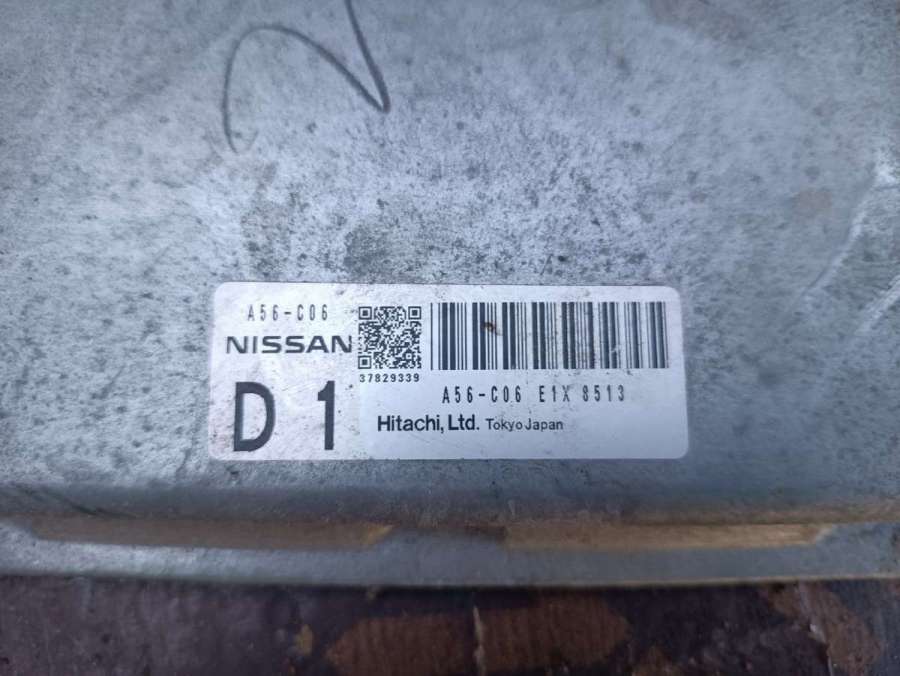 A56-C06
NISSAN
37829339
D 1
A56-C06 E1X 8513
Hitachi, Ltd. Tokyo Japan